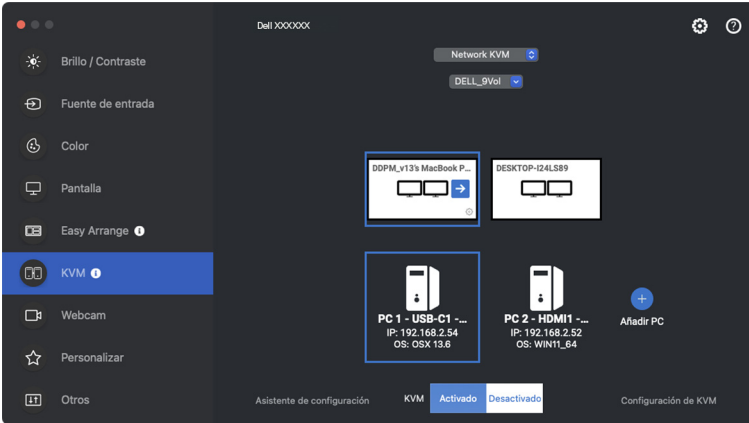 Dell XXXXXX
Network KVM
DELL_9Vol
Brillo / Contraste
Fuente de entrada
Color
Pantalla
Easy Arrange
KVM
Webcam
Personalizar
Otros
DDPM_v13's MacBook P...
DESKTOP-I24LS89
PC 1 - USB-C1 -...
IP: 192.168.2.54
OS: OSX 13.6
PC 2 - HDMI1 -...
IP: 192.168.2.52
OS: WIN11_64
Añadir PC
Asistente de configuración
KVM
Activado
Desactivado
Configuración de KVM